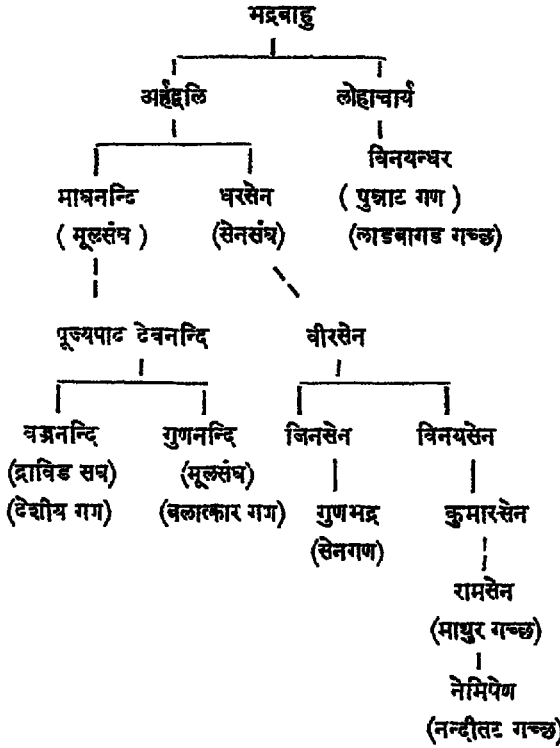 भद्रबाहु
अर्हद्बलि लोहाचार्य
विनयन्धर
माघनन्दि धरसेन ( पुन्नाट गण )
( मूलसंघ ) (सेनसंघ) (लाडबागड गच्छ)
पूज्यपाद देवनन्दि वीरसेन
वज्रनन्दि गुणनन्दि जिनसेन विनयसेन
(द्राविड सघ) (मूलसंघ)
(देशीय गण) (बलात्कार गण) गुणभद्र कुमारसेन
(सेनगण)
रामसेन
(माथुर गच्छ)
नेमिषेण
(नन्दीतट गच्छ)